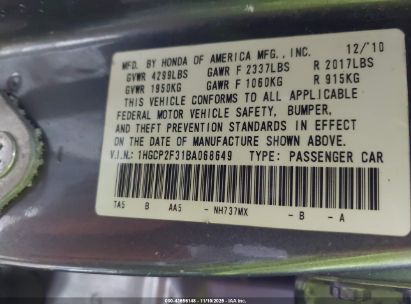 MFD. BY HONDA OF AMERICA MFG., INC. 12/10
GVWR 4299LBS GAWR F 2337LBS R 2017LBS
GVWR 1950KG GAWR F 1060KG R 915KG
THIS VEHICLE CONFORMS TO ALL APPLICABLE
FEDERAL MOTOR VEHICLE SAFETY, BUMPER,
AND THEFT PREVENTION STANDARDS IN EFFECT
ON THE DATE OF MANUFACTURE SHOWN ABOVE.
V.I.N.: 1HGCP2F31BA068649 TYPE: PASSENGER CAR
TA5 B AA5 - NH737MX - B - A